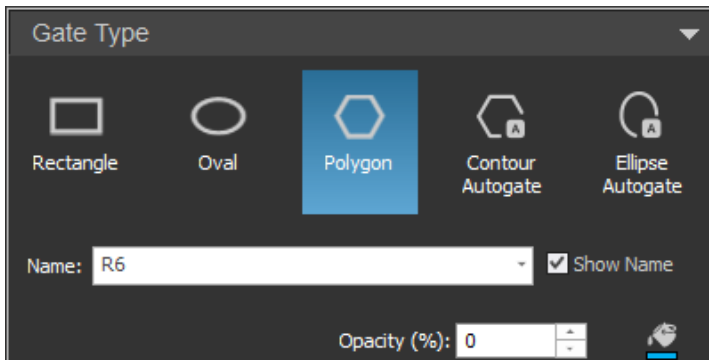 Gate Type
Rectangle
Oval
Polygon
Contour
Autogate
A
Ellipse
Autogate
A
Name: R6
Show Name
Opacity (%): 0